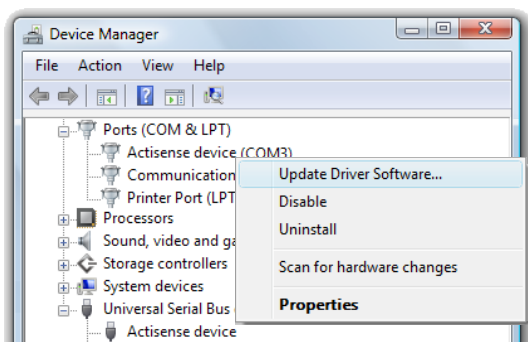 Device Manager
File Action View Help
Ports (COM & LPT)
Actisense device (COM3)
Communication
Update Driver Software...
Printer Port (LPT
Disable
Processors
Uninstall
Sound, video and ga
Storage controllers
Scan for hardware changes
System devices
Universal Serial Bus
Properties
Actisense device